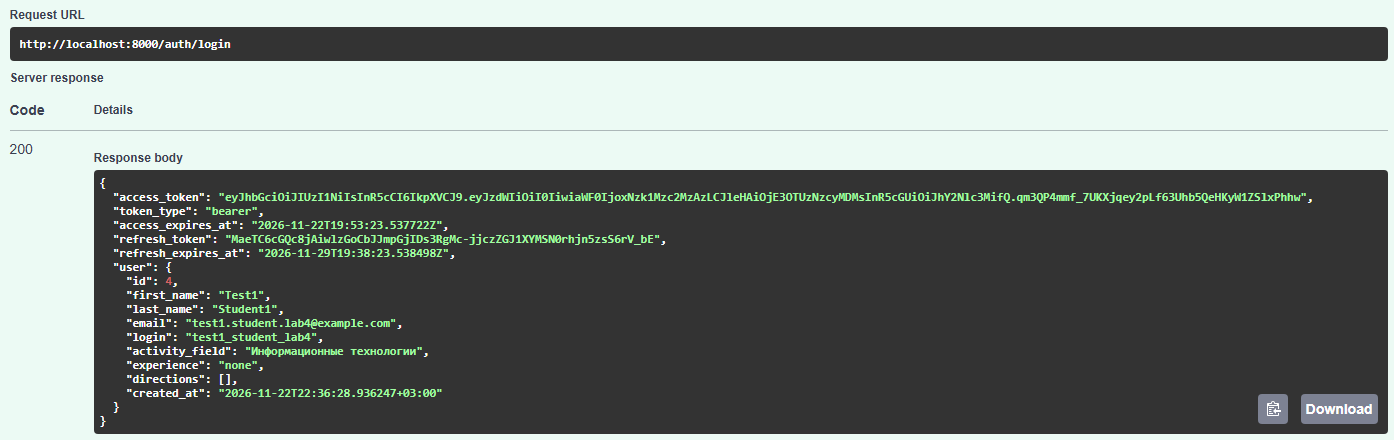 Request URL
http://localhost:8000/auth/login
Server response
Code Details
200
Response body
{
"access_token": "eyJhbGciOiJIUzI1NiIsInR5cCI6IkpXVCJ9.eyJzdWIiOiI0IiwiaWF0IjoxNzk1Mzc2MzAzLCJleHAiOjE3OTUzNzcyMDMsInR5cGUiOiJhY2Nlc3MifQ.qm3QP4mmf_7UKXjqey2pLf63Uhb5QeHKyW1ZSlxPhhw",
"token_type": "bearer",
"access_expires_at": "2026-11-22T19:53:23.537722Z",
"refresh_token": "MaeTC6cGQc8jAiwlzGoCbJJmpGjIDs3RgMc-jjczZGJ1XYMSN0rhjn5zsS6rV_bE",
"refresh_expires_at": "2026-11-29T19:38:23.538498Z",
"user": {
"id": 4,
"first_name": "Test1",
"last_name": "Student1",
"email": "test1.student.lab4@example.com",
"login": "test1_student_lab4",
"activity_field": "Информационные технологии",
"experience": "none",
"directions": [],
"created_at": "2026-11-22T22:36:28.936247+03:00"
}
}
Download